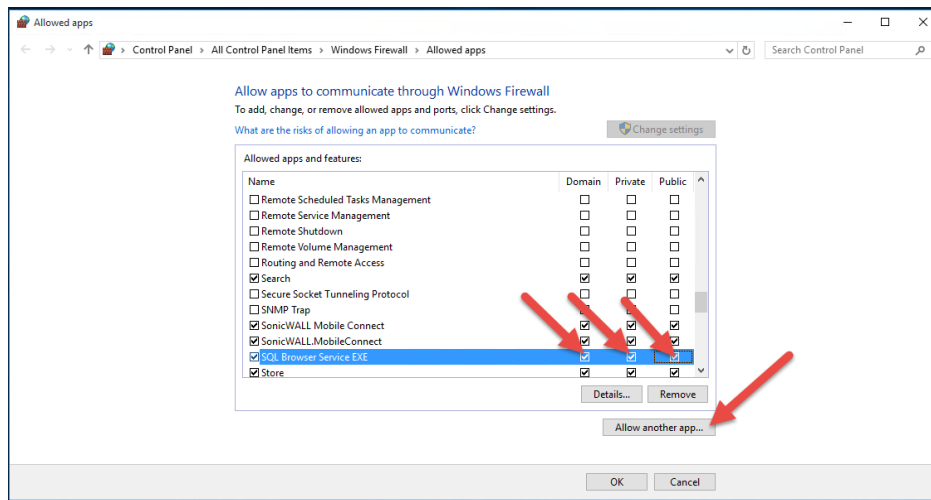 Allowed apps
Control Panel > All Control Panel Items > Windows Firewall > Allowed apps
Search Control Panel
Allow apps to communicate through Windows Firewall
To add, change, or remove allowed apps and ports, click Change settings.
What are the risks of allowing an app to communicate?
Change settings
Allowed apps and features:
Name Domain Private Public
Remote Scheduled Tasks Management
Remote Service Management
Remote Shutdown
Remote Volume Management
Routing and Remote Access
Search
Secure Socket Tunneling Protocol
SNMP Trap
SonicWALL Mobile Connect
SonicWALL.MobileConnect
SQL Browser Service EXE
Store
Details... Remove
Allow another app...
OK Cancel